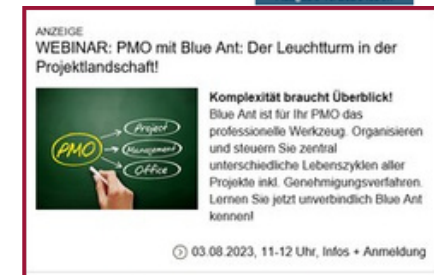 ANZEIGE
WEBINAR: PMO mit Blue Ant: Der Leuchtturm in der
Projektlandschaft!
PMO
Project
Management
Office
Komplexität braucht Überblick!
Blue Ant ist für Ihr PMO das
professionelle Werkzeug. Organisieren
und steuern Sie zentral
unterschiedliche Lebenszyklen aller
Projekte inkl. Genehmigungsverfahren.
Lernen Sie jetzt unverbindlich Blue Ant
kennen!
03.08.2023, 11-12 Uhr, Infos + Anmeldung